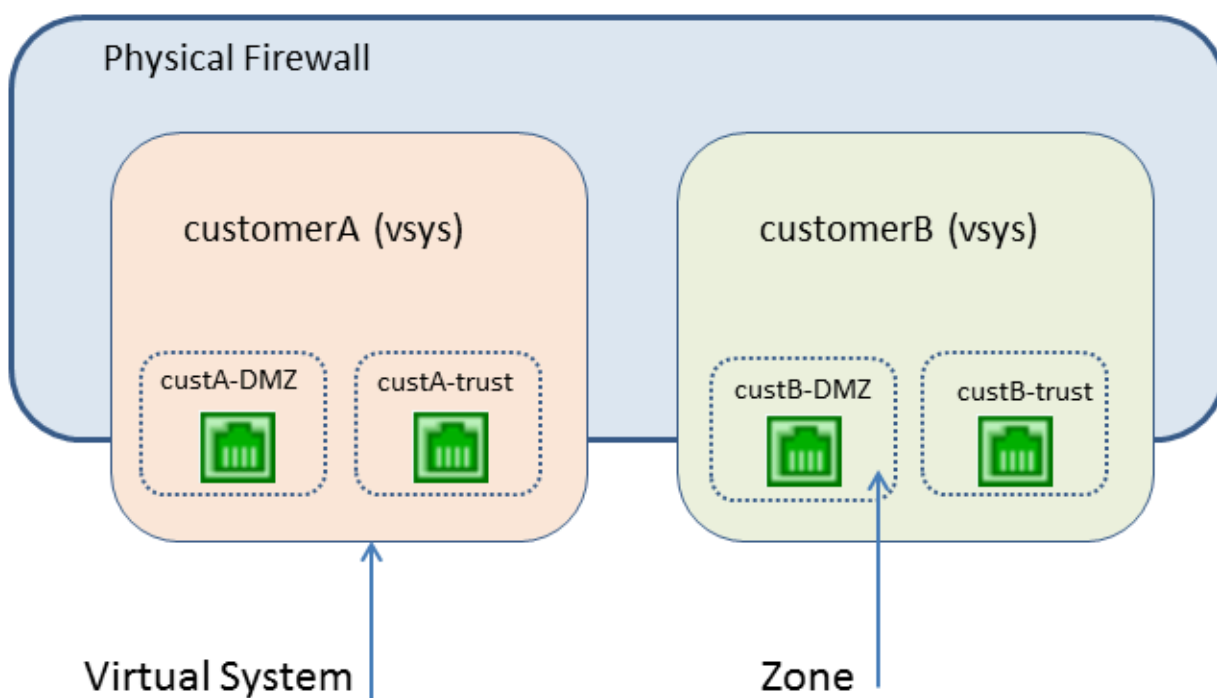 Physical Firewall
customerA (vsys)
customerB (vsys)
custA-DMZ
custA-trust
custB-DMZ
custB-trust
Virtual System
Zone